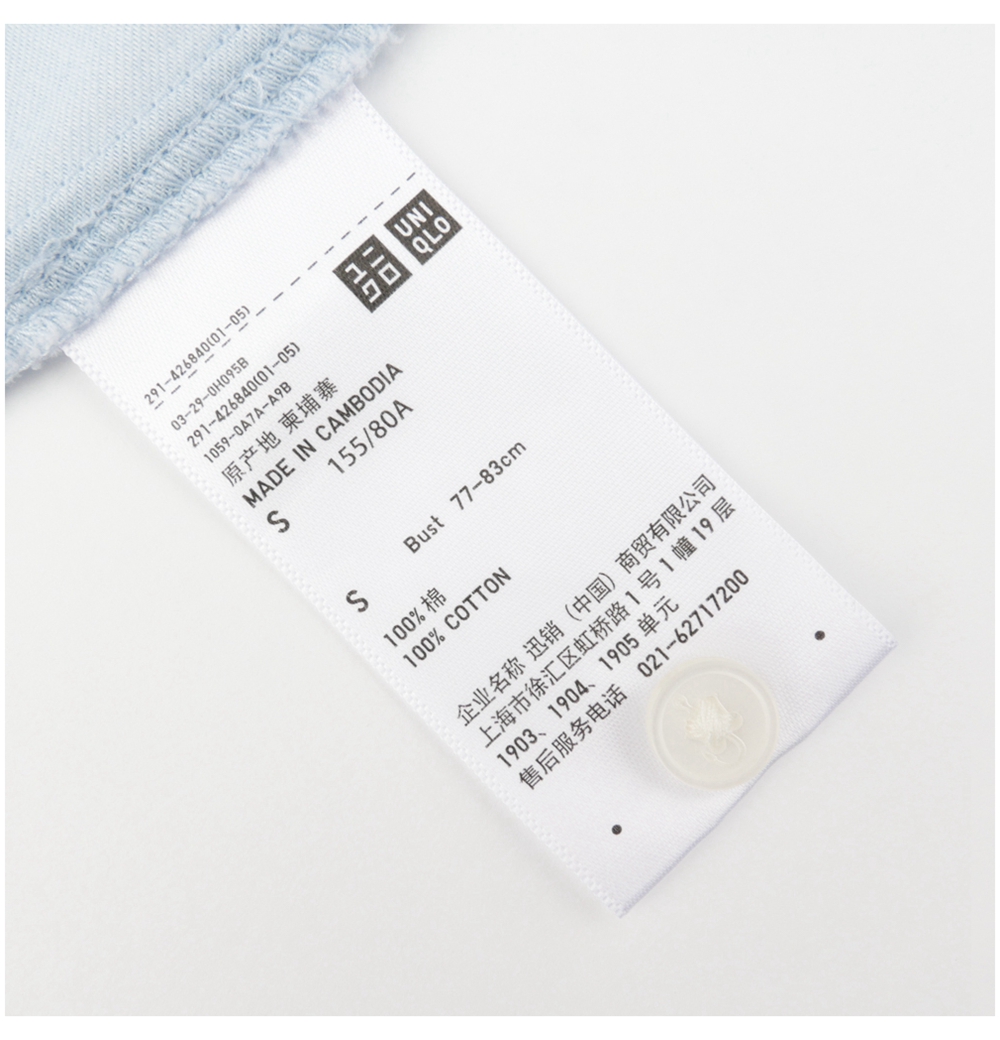 ユニ
クロ
UNI
QLO
291-426840(01-05)
03-29-0H095B
291-426840(01-05)
1059-0A7A-A9B
原产地 柬埔寨
MADE IN CAMBODIA
155/80A
S
Bust 77-83cm
S
100% 棉
100% COTTON
企业名称 迅销（中国）商贸有限公司
上海市徐汇区虹桥路1号1幢19层
1903、1904、1905单元
售后服务电话 021-62717200